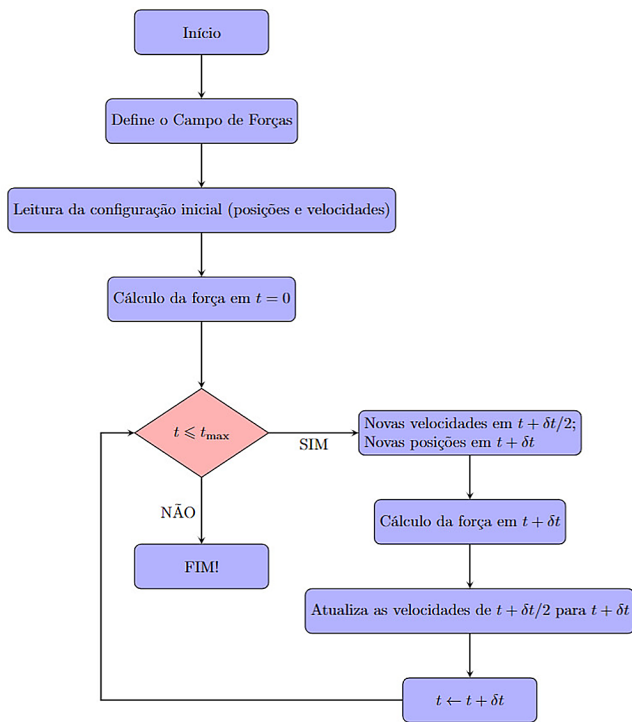 Início
Define o Campo de Forças
Leitura da configuração inicial (posições e velocidades)
Cálculo da força em t = 0
t ⩽ t_max
SIM
Novas velocidades em t + δt/2;
Novas posições em t + δt
NÃO
Cálculo da força em t + δt
FIM!
Atualiza as velocidades de t + δt/2 para t + δt
t ← t + δt